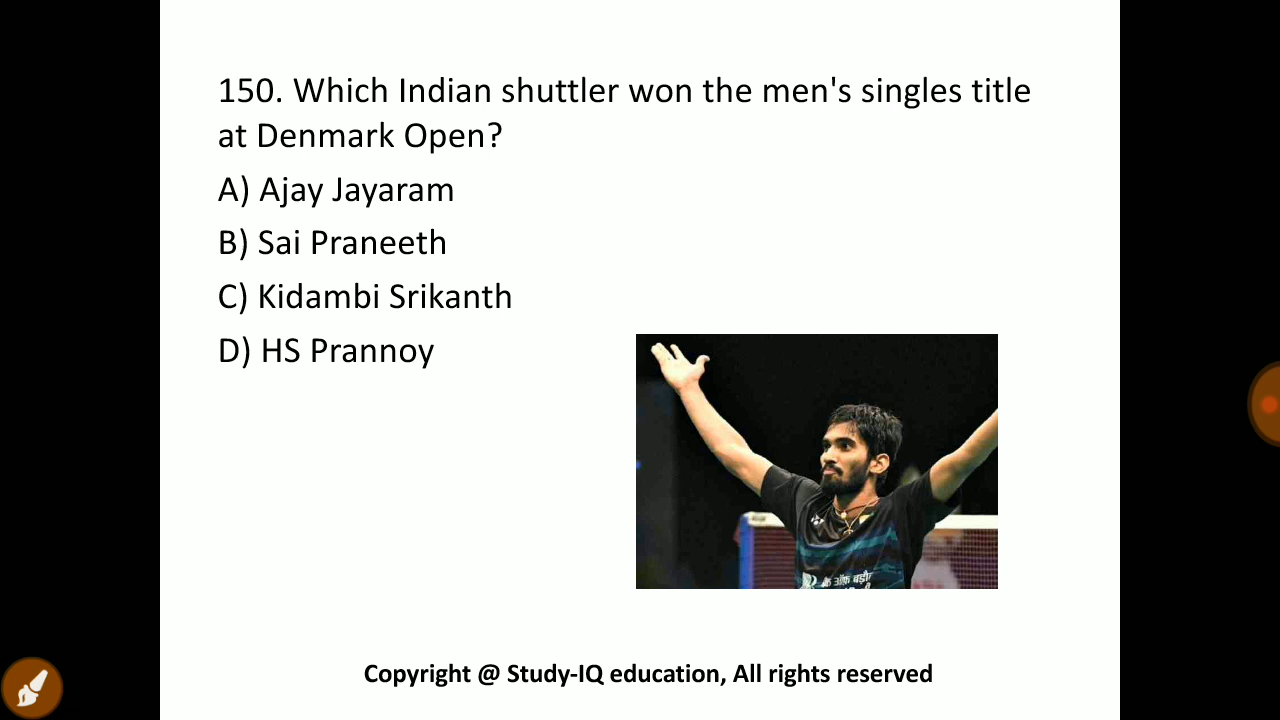 150. Which Indian shuttler won the men's singles title
at Denmark Open?
A) Ajay Jayaram
B) Sai Praneeth
C) Kidambi Srikanth
D) HS Prannoy
Copyright @ Study-IQ education, All rights reserved